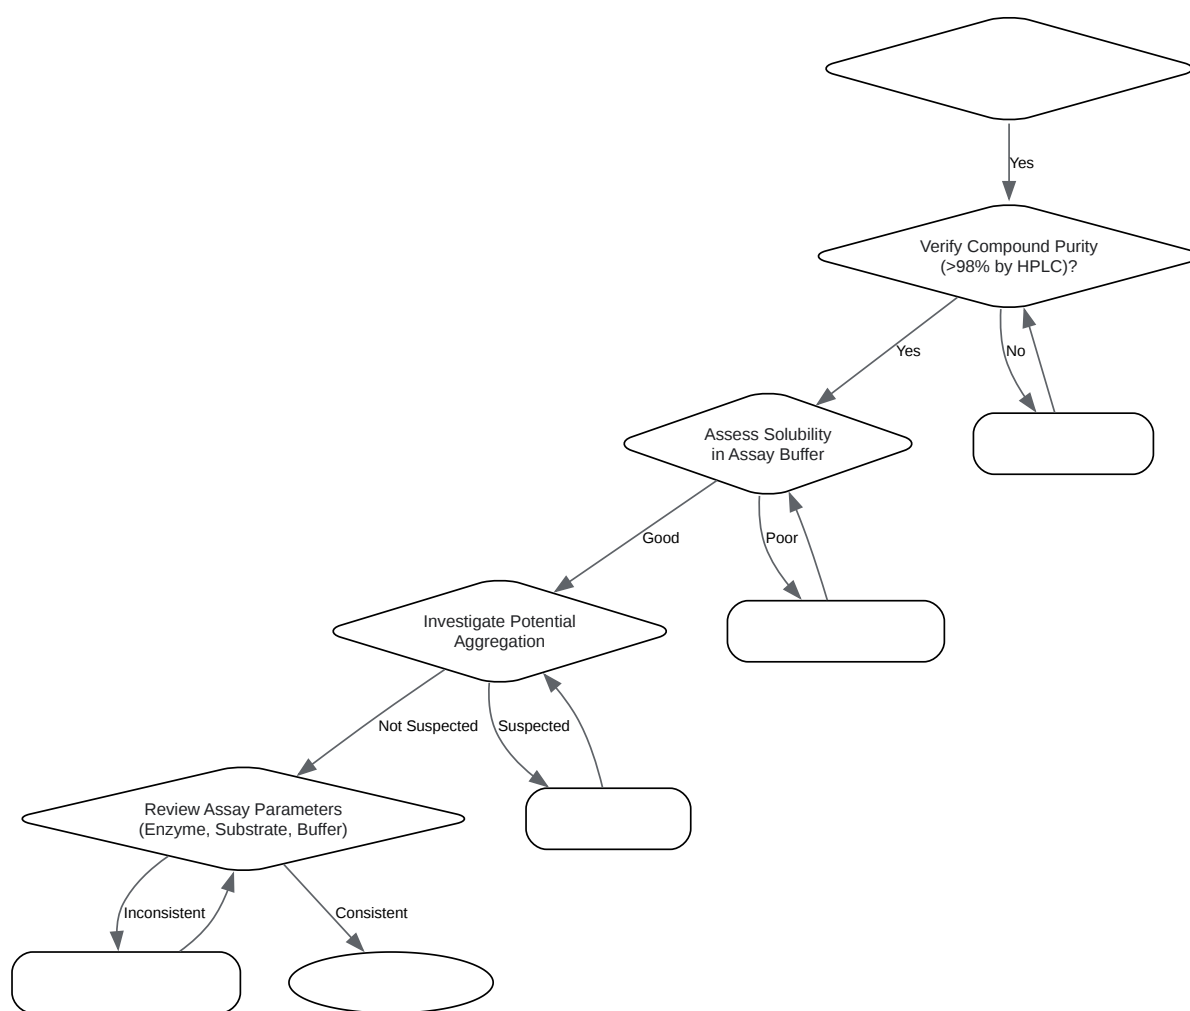 Yes
Verify Compound Purity
(>98% by HPLC)?
Yes
No
Assess Solubility
in Assay Buffer
Good
Poor
Investigate Potential
Aggregation
Not Suspected
Suspected
Review Assay Parameters
(Enzyme, Substrate, Buffer)
Inconsistent
Consistent